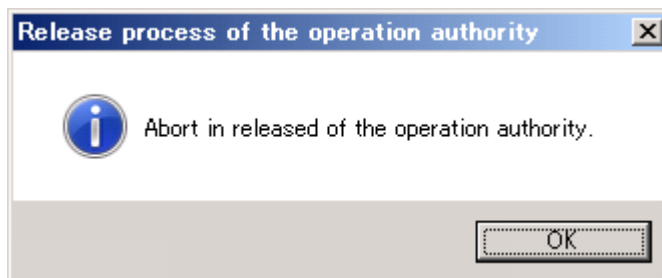 Release process of the operation authority
Abort in released of the operation authority.
OK